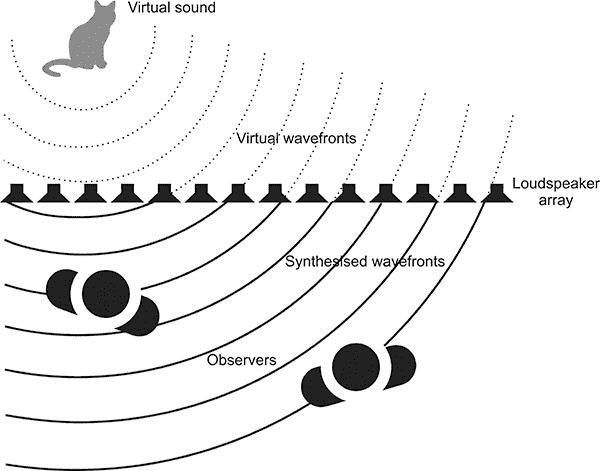 Virtual sound
Virtual wavefronts
Loudspeaker
array
Synthesised wavefronts
Observers